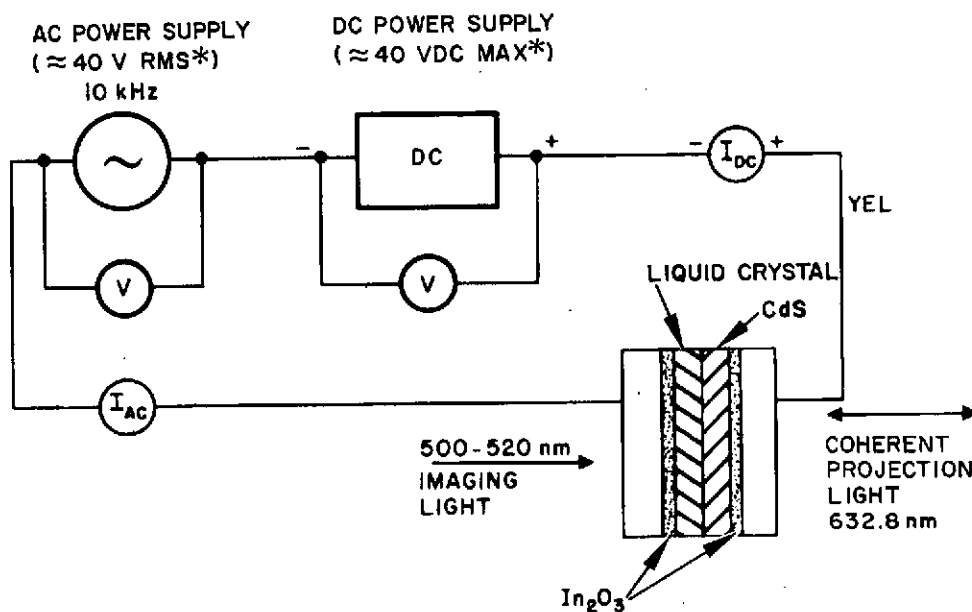 AC POWER SUPPLY
(≈40 V RMS*)
10 kHz
DC POWER SUPPLY
(≈40 VDC MAX*)
~
-
DC
+
-
I_DC
+
YEL
V
V
LIQUID CRYSTAL
CdS
I_AC
500-520 nm
IMAGING
LIGHT
COHERENT
PROJECTION
LIGHT
632.8 nm
In₂O₃